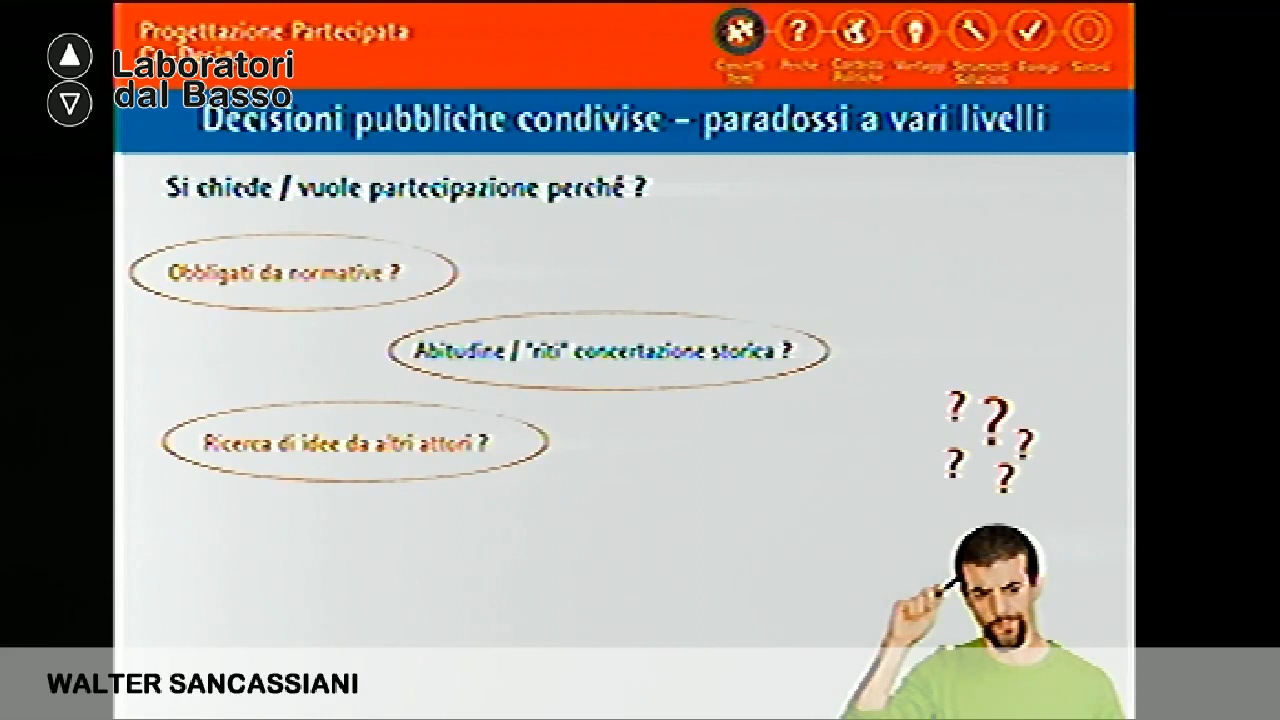 Progettazione Partecipata
Laboratori
dal Basso
?
Perché
Vantaggi
Decisioni pubbliche condivise – paradossi a vari livelli
Si chiede / vuole partecipazione perché ?
Obbligati da normative ?
Abitudine / "riti" concertazione storica ?
Ricerca di idee da altri attori ?
? ? ? ? ?
WALTER SANCASSIANI